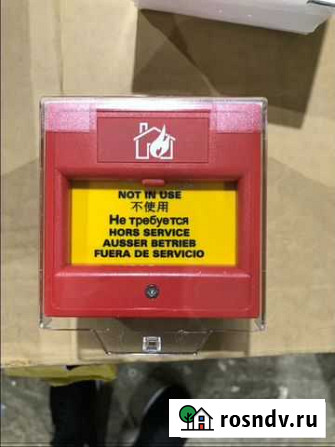 NOT IN USE
不使用
Не требуется
HORS SERVICE
AUSSER BETRIEB
FUERA DE SERVICIO
rosndv.ru